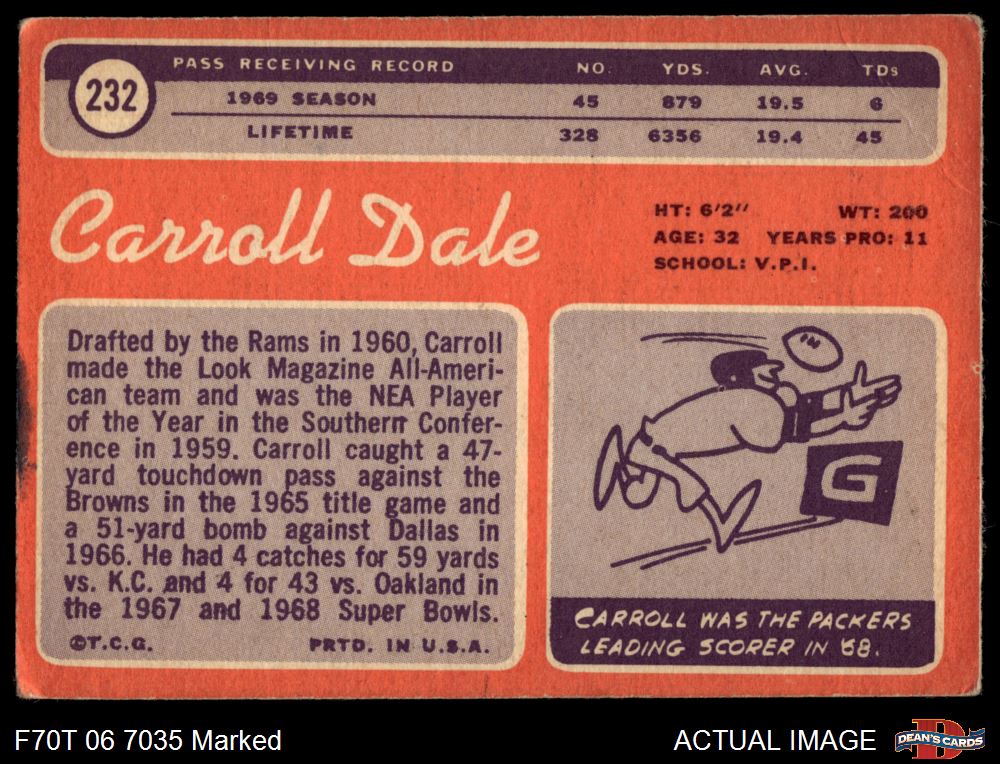 232
PASS RECEIVING RECORD NO. YDS. AVG. TDs
1969 SEASON 45 879 19.5 6
LIFETIME 328 6356 19.4 45
Carroll Dale
HT: 6'2" WT: 200
AGE: 32 YEARS PRO: 11
SCHOOL: V.P.I.
Drafted by the Rams in 1960, Carroll
made the Look Magazine All-Ameri-
can team and was the NEA Player
of the Year in the Southern Confer-
ence in 1959. Carroll caught a 47-
yard touchdown pass against the
Browns in the 1965 title game and
a 51-yard bomb against Dallas in
1966. He had 4 catches for 59 yards
vs. K.C. and 4 for 43 vs. Oakland in
the 1967 and 1968 Super Bowls.
©T.C.G. PRTD. IN U.S.A.
G
CARROLL WAS THE PACKERS
LEADING SCORER IN '68.
F70T 06 7035 Marked
ACTUAL IMAGE
D
DEAN'S CARDS